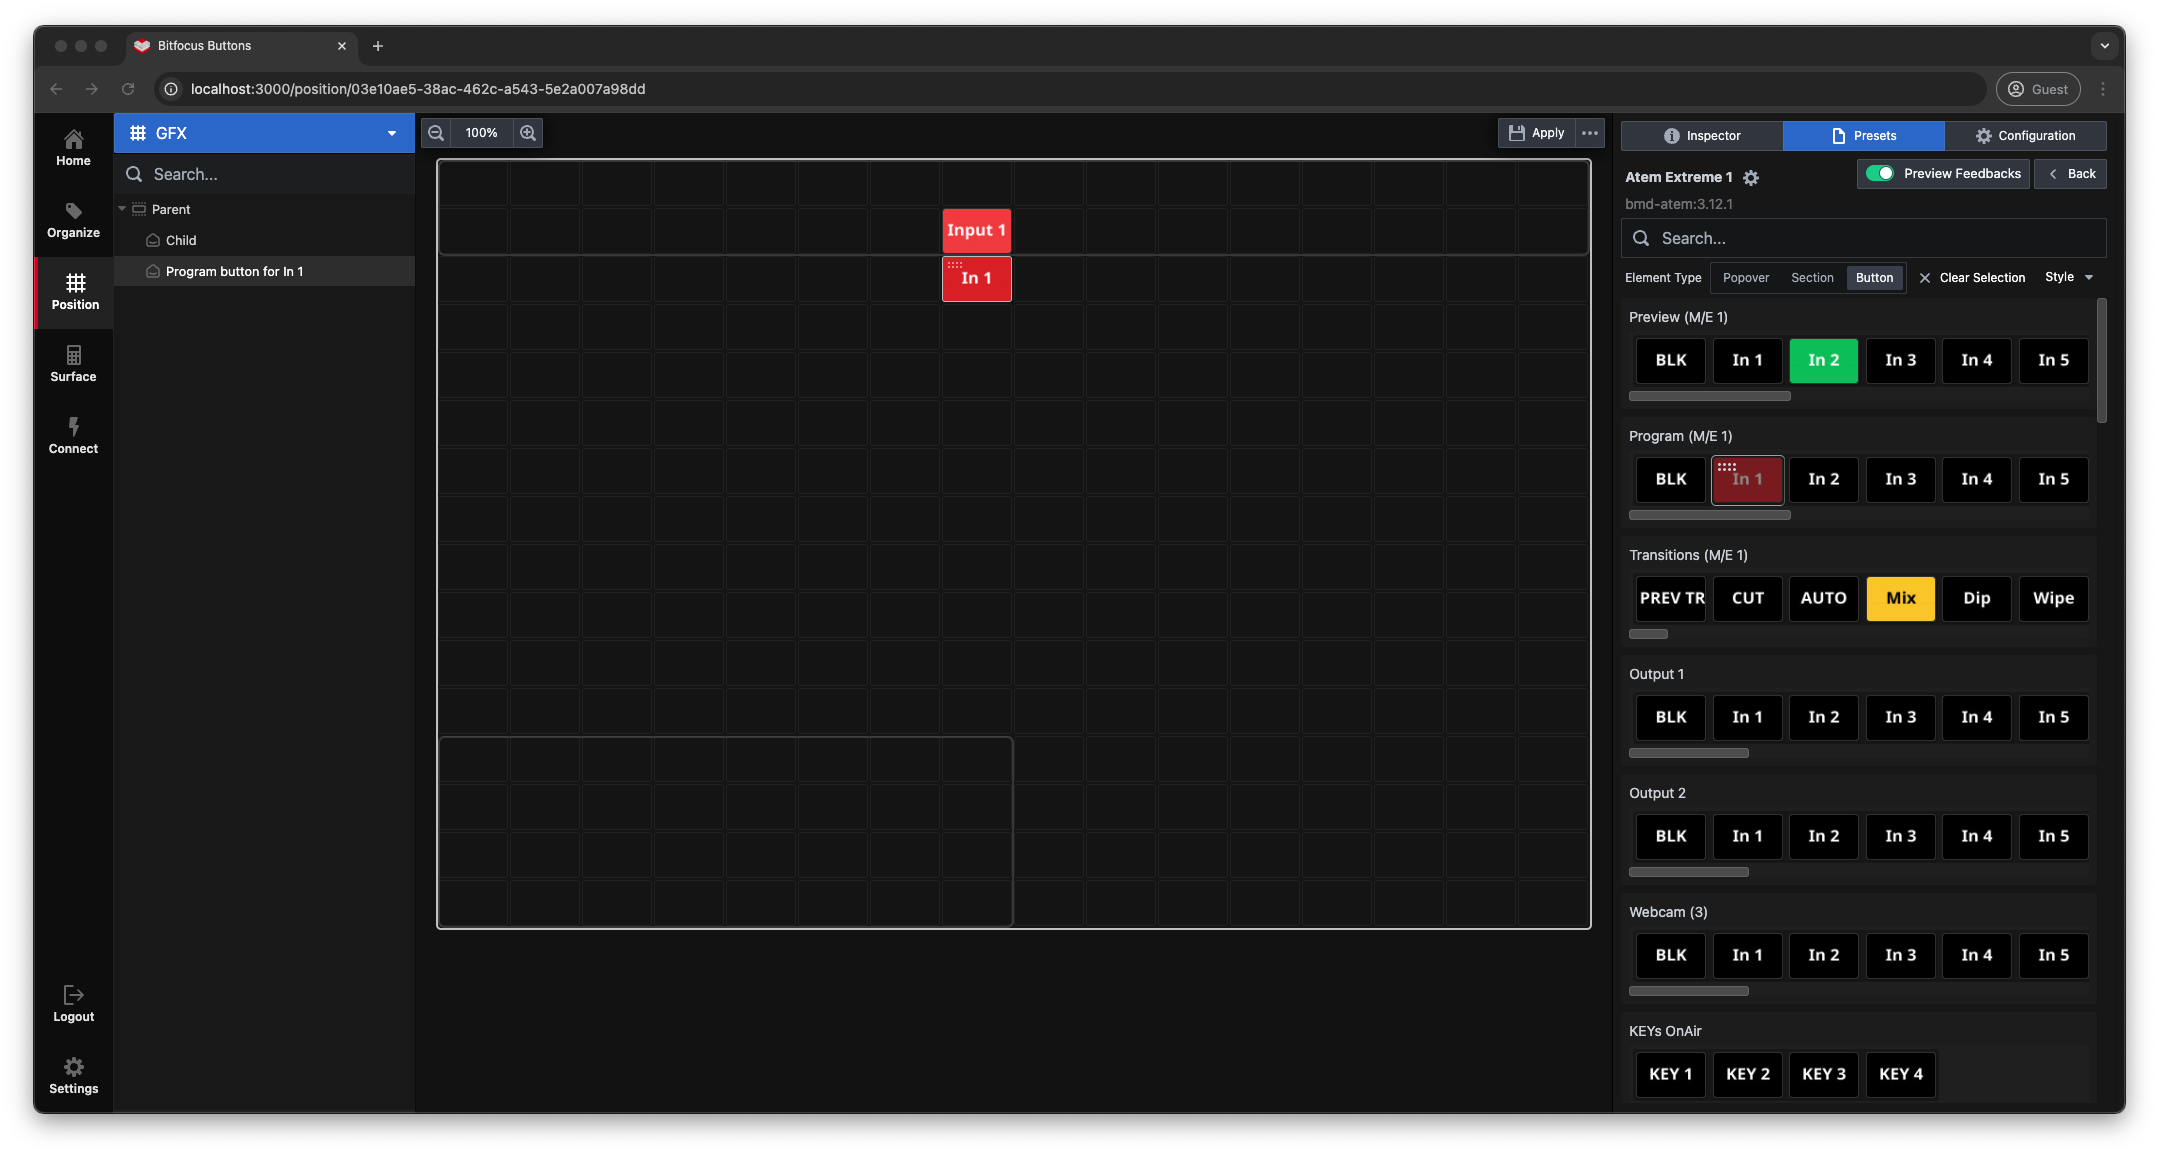 Bitfocus Buttons
localhost:3000/position/03e10ae5-38ac-462c-a543-5e2a007a98dd
Guest
Home
Organize
Position
Surface
Connect
Logout
Settings
GFX
Search...
Parent
Child
Program button for In 1
100%
Apply
Input 1
In 1
Inspector
Presets
Configuration
Atem Extreme 1
Preview Feedbacks
Back
bmd-atem:3.12.1
Search...
Element Type
Popover
Section
Button
Clear Selection
Style
Preview (M/E 1)
BLK In 1 In 2 In 3 In 4 In 5
Program (M/E 1)
BLK In 1 In 2 In 3 In 4 In 5
Transitions (M/E 1)
PREV TR CUT AUTO Mix Dip Wipe
Output 1
BLK In 1 In 2 In 3 In 4 In 5
Output 2
BLK In 1 In 2 In 3 In 4 In 5
Webcam (3)
BLK In 1 In 2 In 3 In 4 In 5
KEYs OnAir
KEY 1 KEY 2 KEY 3 KEY 4